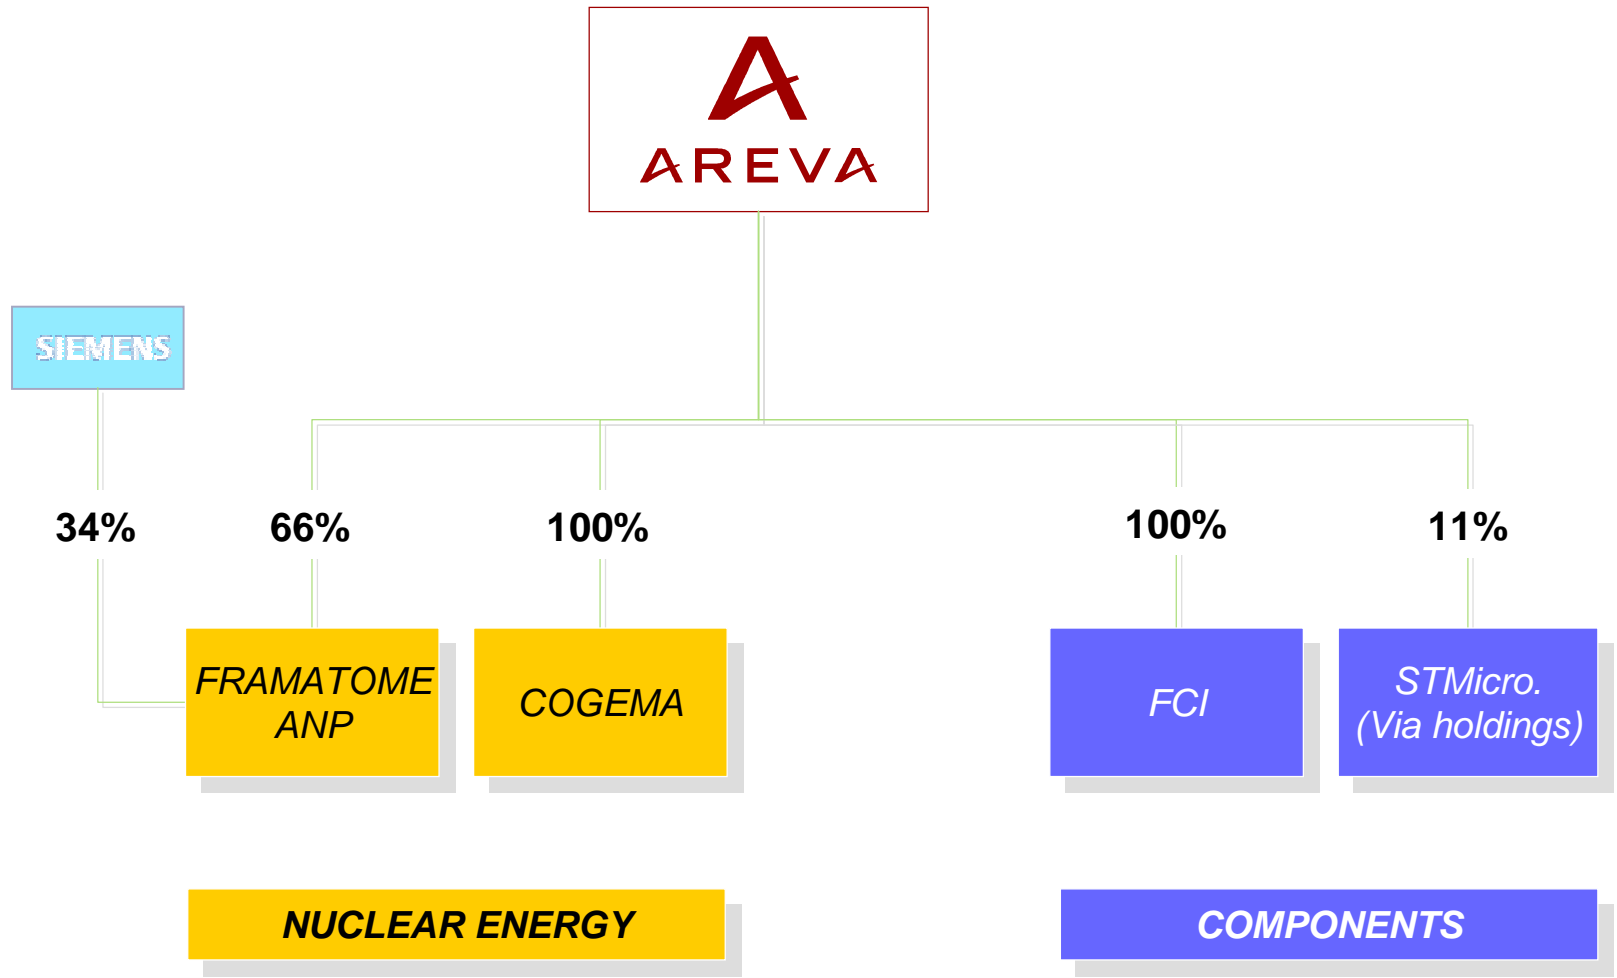 AREVA
SIEMENS
34%
66%
100%
100%
11%
FRAMATOME
ANP
COGEMA
FCI
STMicro.
(Via holdings)
NUCLEAR ENERGY
COMPONENTS